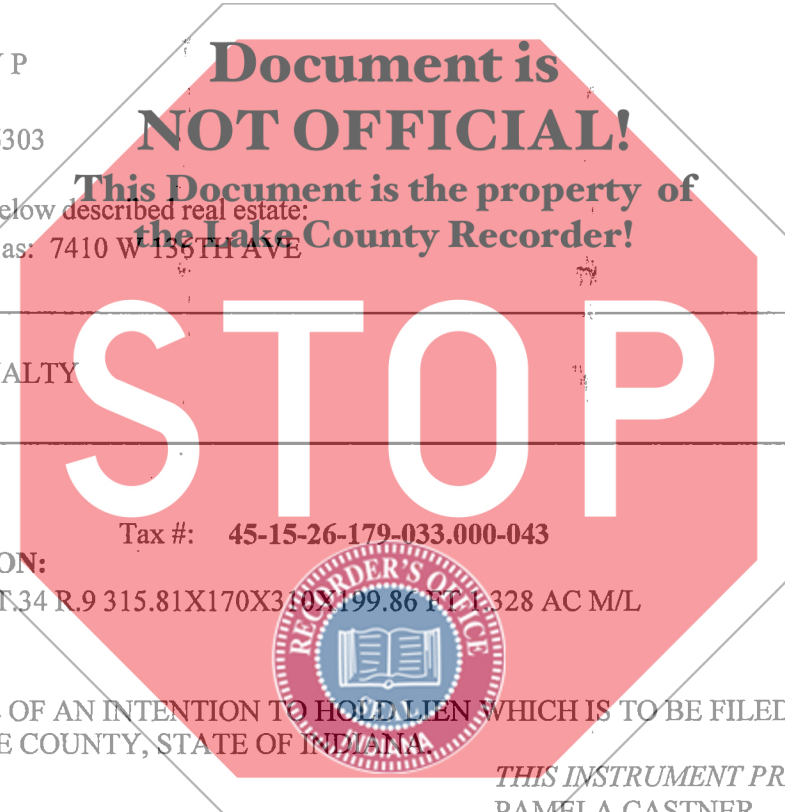 Document is
P
NOT OFFICIAL!
303
This Document is the property of
elow described real estate:
the Lake County Recorder!
as: 7410 W 136TH AVE
STOP
ALTY
Tax #: 45-15-26-179-033.000-043
ON:
T.34 R.9 315.81X170X310X199.86 FT 1.328 AC M/L
RECORDER'S OFFICE
OF AN INTENTION TO HOLD LIEN WHICH IS TO BE FILED
E COUNTY, STATE OF INDIANA.
THIS INSTRUMENT PR
PAMELA CASTNER